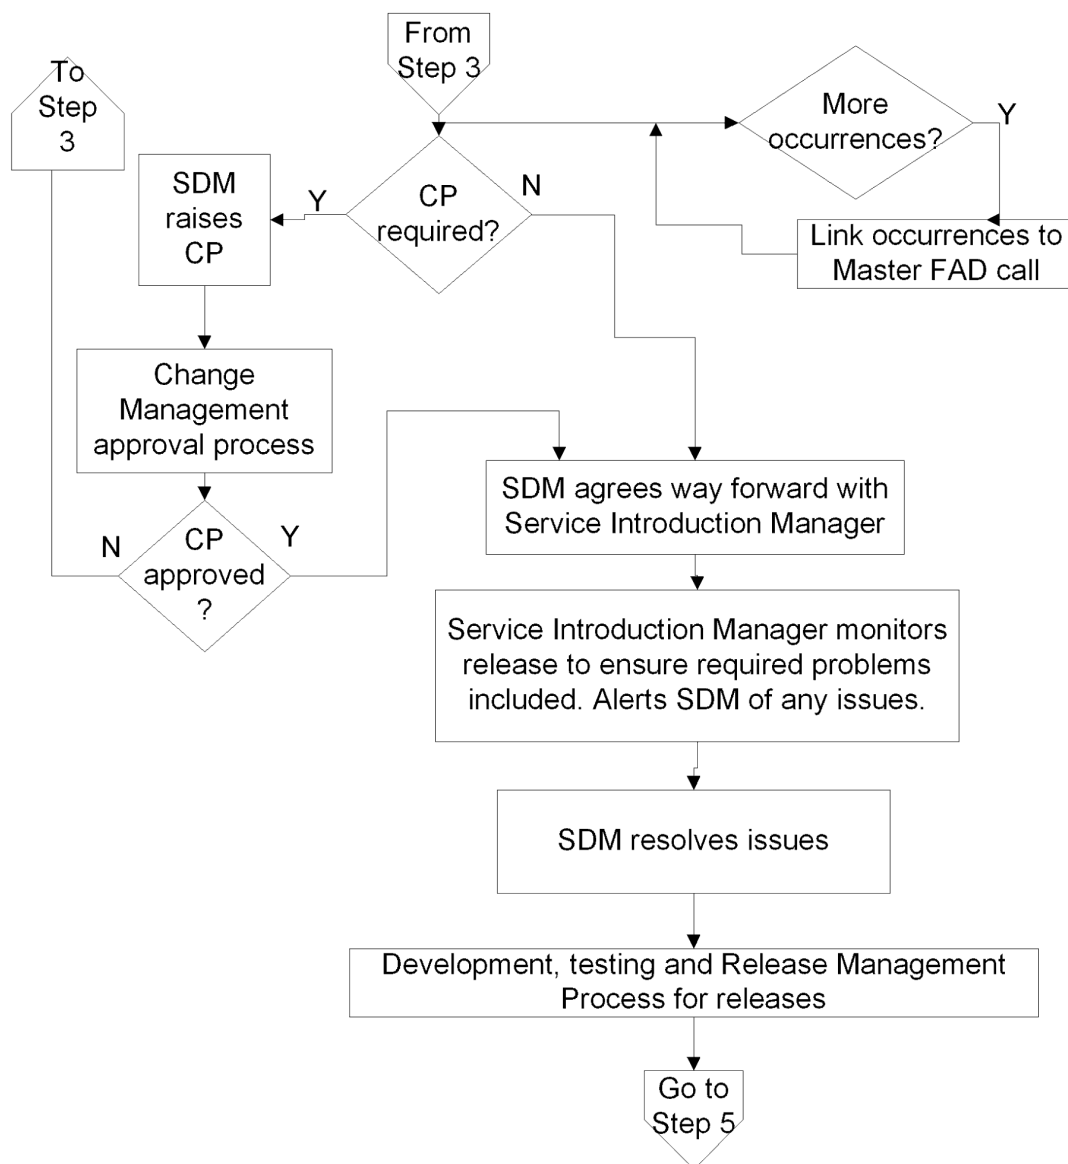 From
Step 3
To
Step
3
More
occurrences?
Y
SDM
raises
CP
Y
CP
required?
N
Link occurrences to
Master FAD call
Change
Management
approval process
SDM agrees way forward with
Service Introduction Manager
N
CP
approved
?
Y
Service Introduction Manager monitors
release to ensure required problems
included. Alerts SDM of any issues.
SDM resolves issues
Development, testing and Release Management
Process for releases
Go to
Step 5